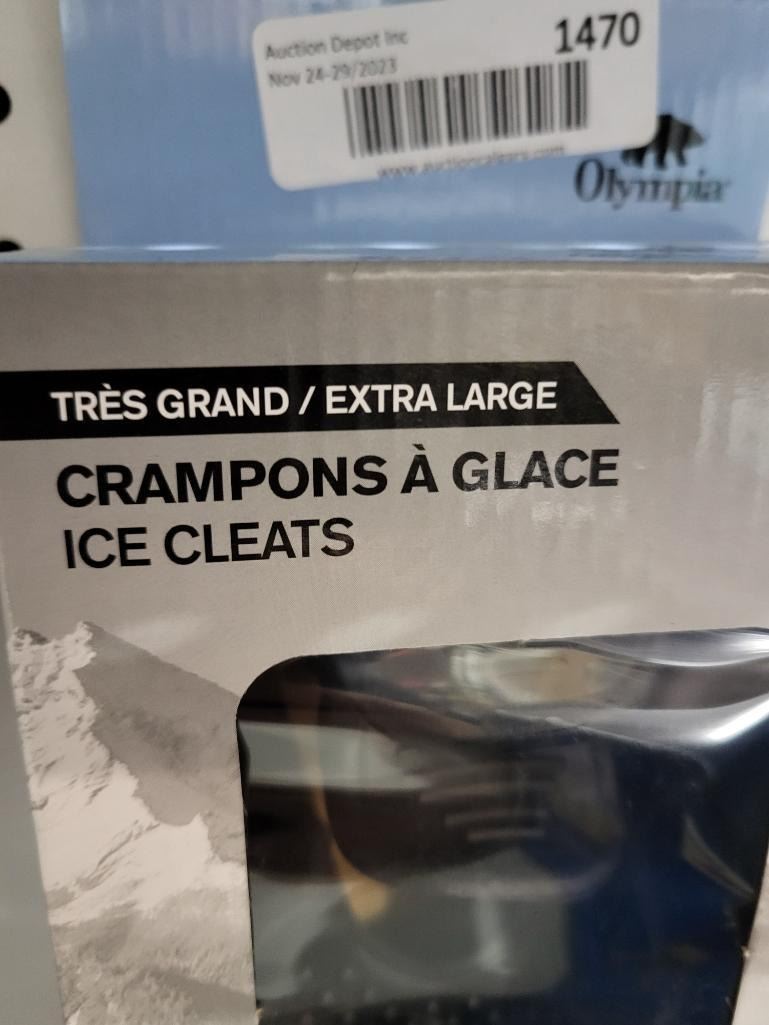 Auction Depot Inc
1470
Nov 24-29/2023
Olympia
TRÈS GRAND / EXTRA LARGE
CRAMPONS À GLACE
ICE CLEATS